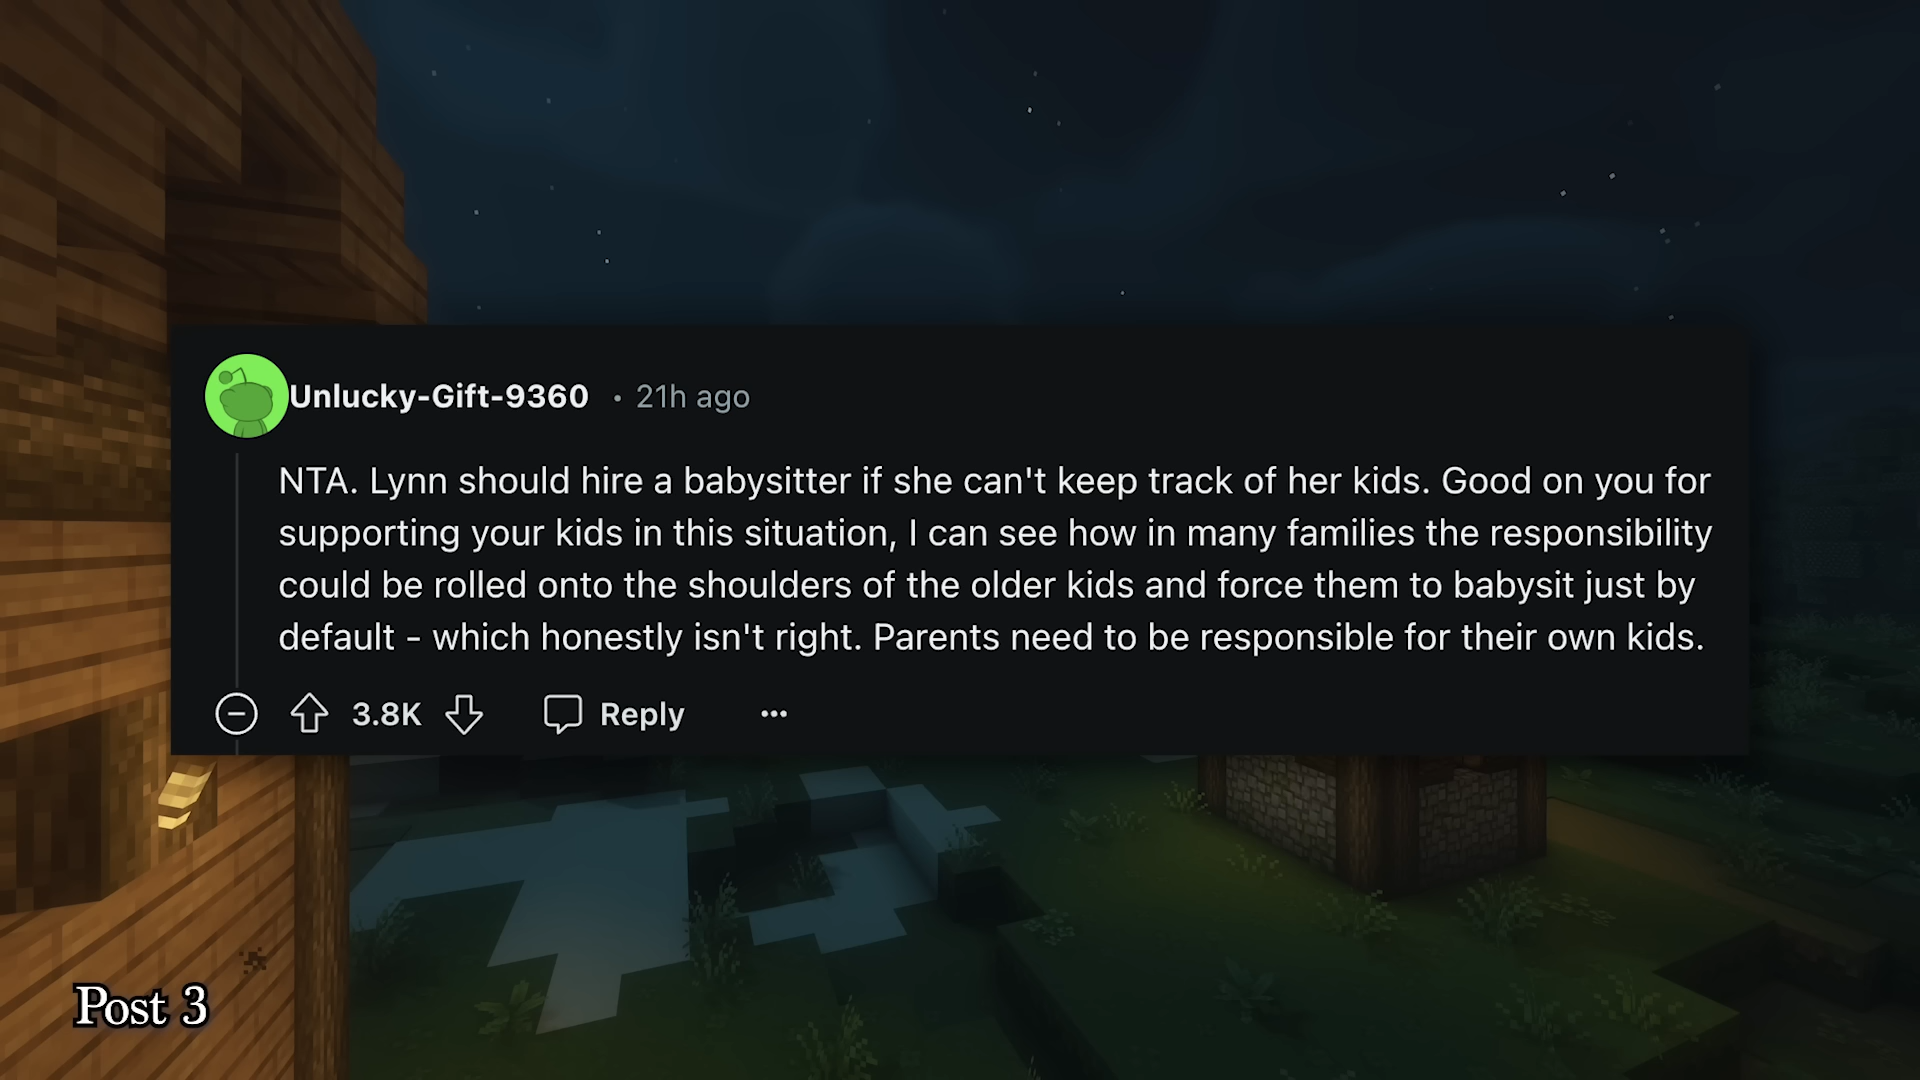 Unlucky-Gift-9360 • 21h ago
NTA. Lynn should hire a babysitter if she can't keep track of her kids. Good on you for
supporting your kids in this situation, I can see how in many families the responsibility
could be rolled onto the shoulders of the older kids and force them to babysit just by
default - which honestly isn't right. Parents need to be responsible for their own kids.
3.8K Reply ...
Post 3